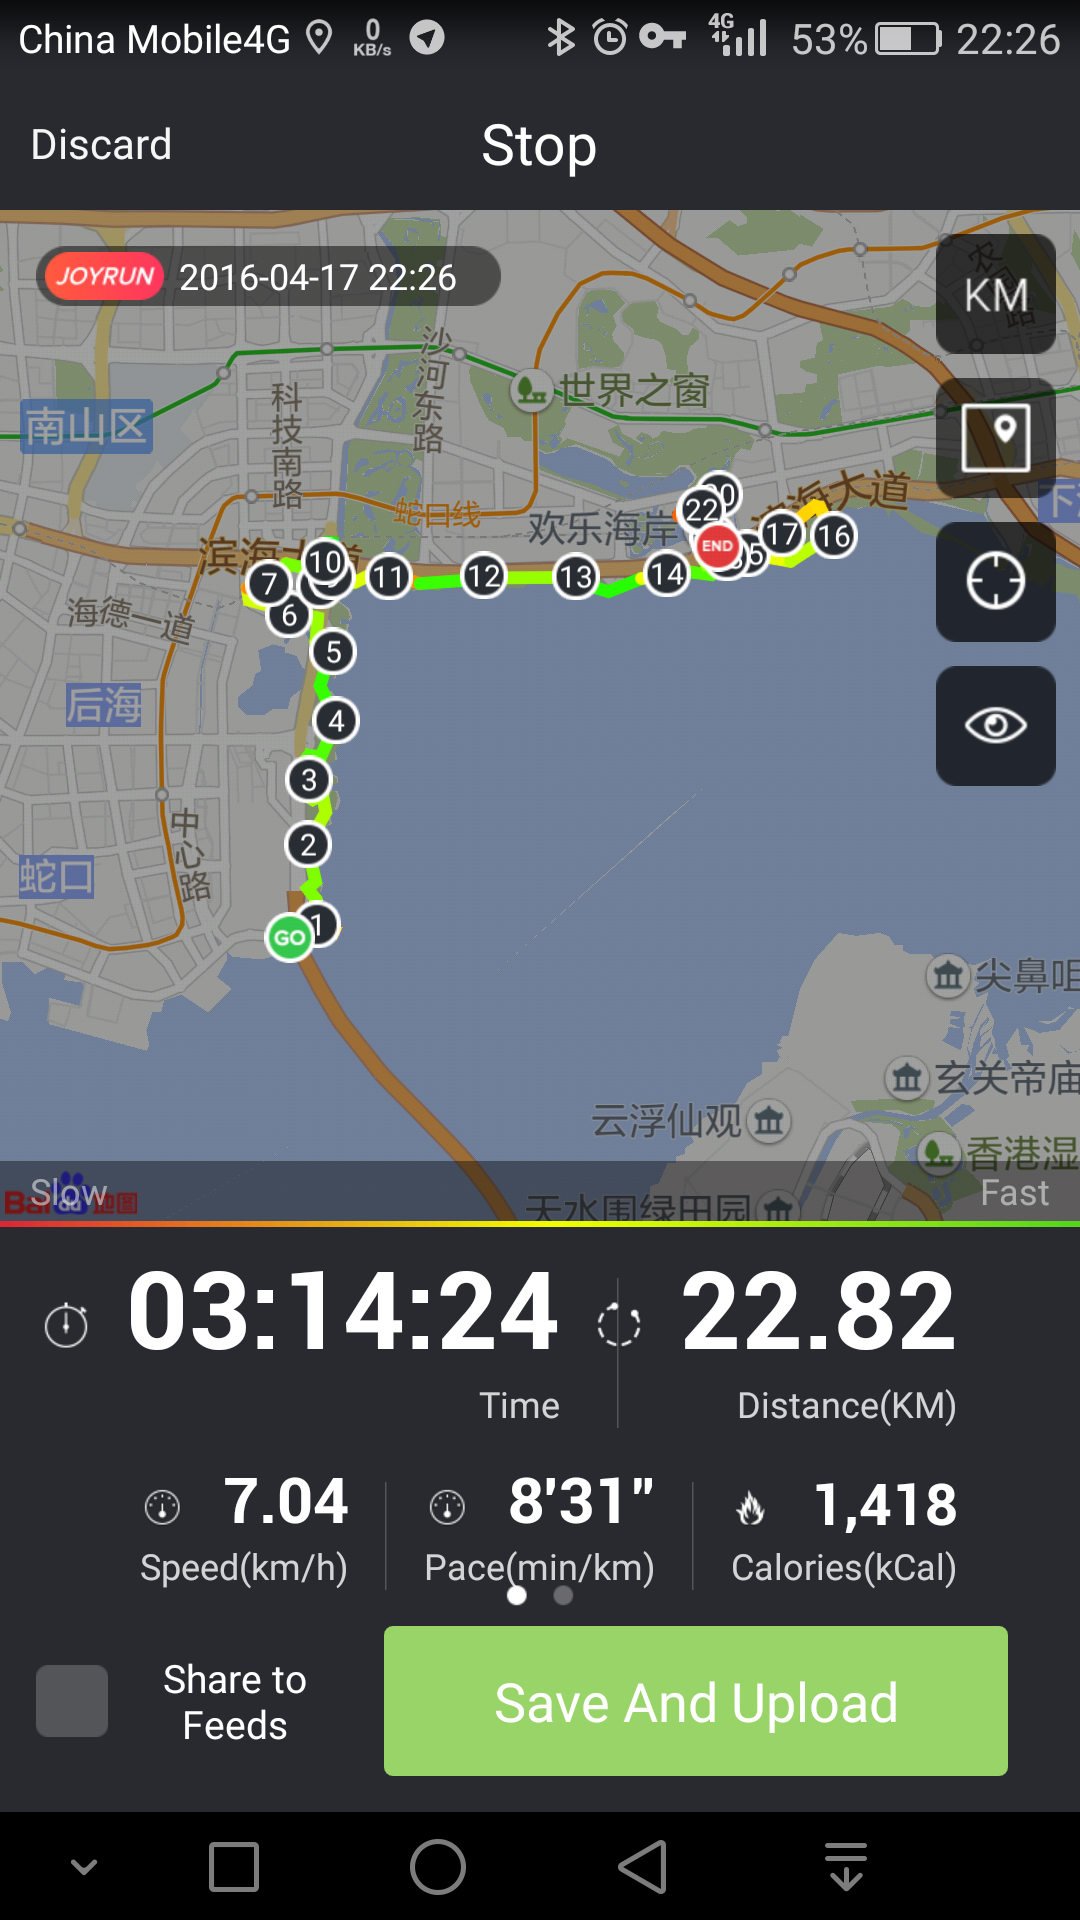 China Mobile4G 0 KB/s 4G 53% 22:26
Discard Stop
JOYRUN 2016-04-17 22:26
KM
沙河东路
世界之窗
科技南路
南山区
蛇口线
欢乐海岸
22
17
16
END
10
7
11
12
13
14
6
海德一道
5
后海
4
3
中心路
2
蛇口
1
GO
尖鼻咀
玄关帝庙
云浮仙观
香港湿
天水围绿田园
Slow Fast
03:14:24 22.82
Time Distance(KM)
7.04 8'31" 1,418
Speed(km/h) Pace(min/km) Calories(kCal)
Share to
Feeds
Save And Upload